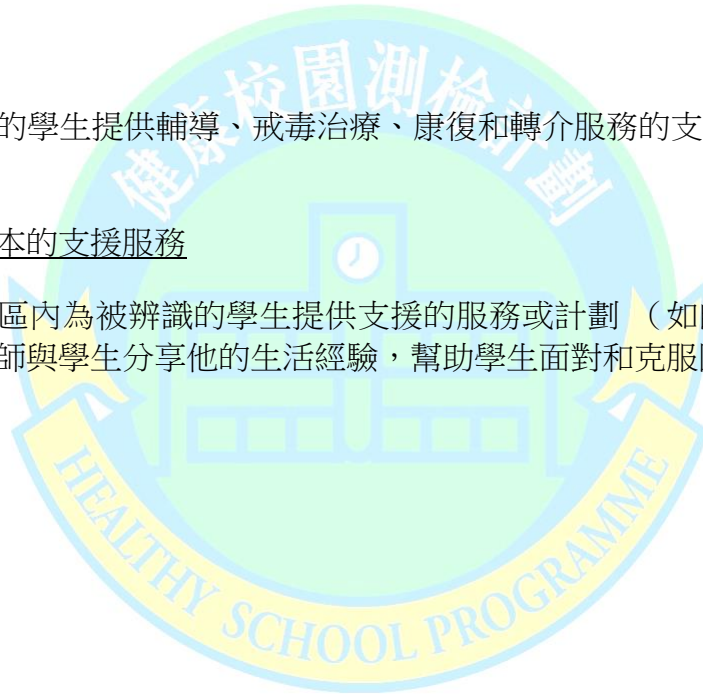 健康校園測檢計劃
的學生提供輔導、戒毒治療、康復和轉介服務的支
本的支援服務
區內為被辨識的學生提供支援的服務或計劃 （如
師與學生分享他的生活經驗，幫助學生面對和克服
HEALTHY SCHOOL PROGRAMME